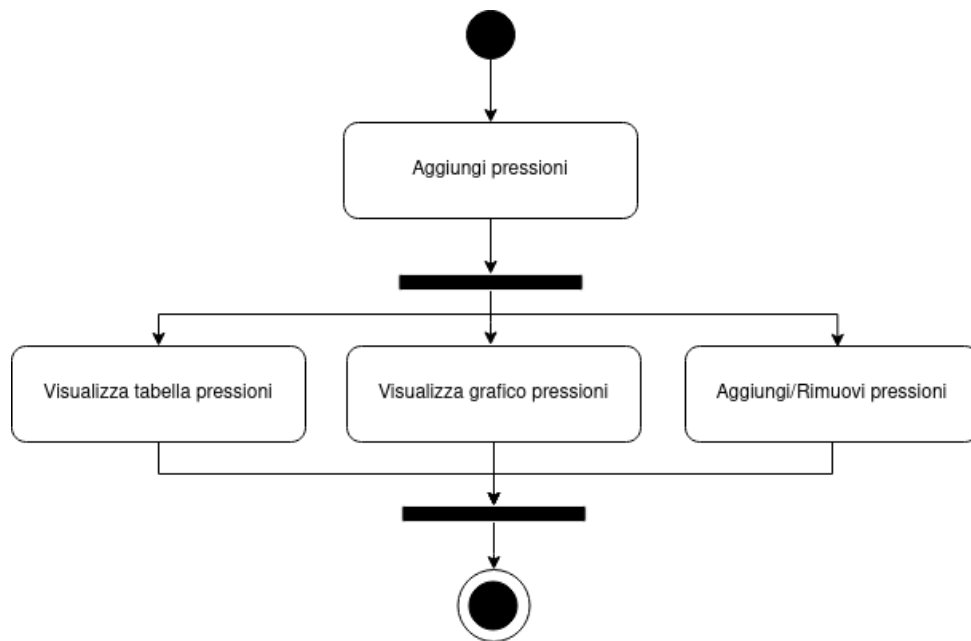 Aggiungi pressioni
Visualizza tabella pressioni
Visualizza grafico pressioni
Aggiungi/Rimuovi pressioni